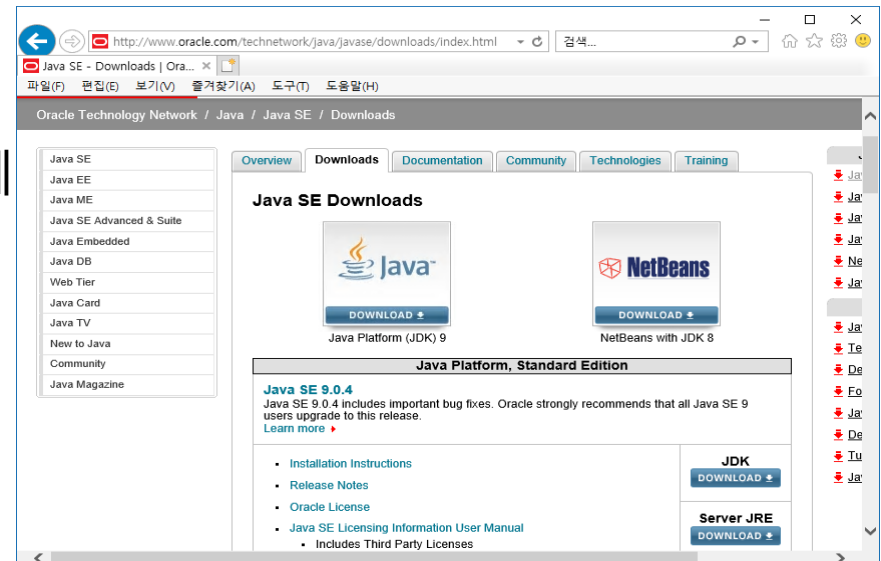 http://www.oracle.com/technetwork/java/javase/downloads/index.html
검색...
Java SE - Downloads | Ora...
파일(F) 편집(E) 보기(V) 즐겨찾기(A) 도구(T) 도움말(H)
Oracle Technology Network / Java / Java SE / Downloads
Java SE
Java EE
Java ME
Java SE Advanced & Suite
Java Embedded
Java DB
Web Tier
Java Card
Java TV
New to Java
Community
Java Magazine
Overview Downloads Documentation Community Technologies Training
Java SE Downloads
Java
DOWNLOAD
Java Platform (JDK) 9
NetBeans
DOWNLOAD
NetBeans with JDK 8
Java Platform, Standard Edition
Java SE 9.0.4
Java SE 9.0.4 includes important bug fixes. Oracle strongly recommends that all Java SE 9
users upgrade to this release.
Learn more
Installation Instructions
Release Notes
Oracle License
Java SE Licensing Information User Manual
Includes Third Party Licenses
JDK
DOWNLOAD
Server JRE
DOWNLOAD